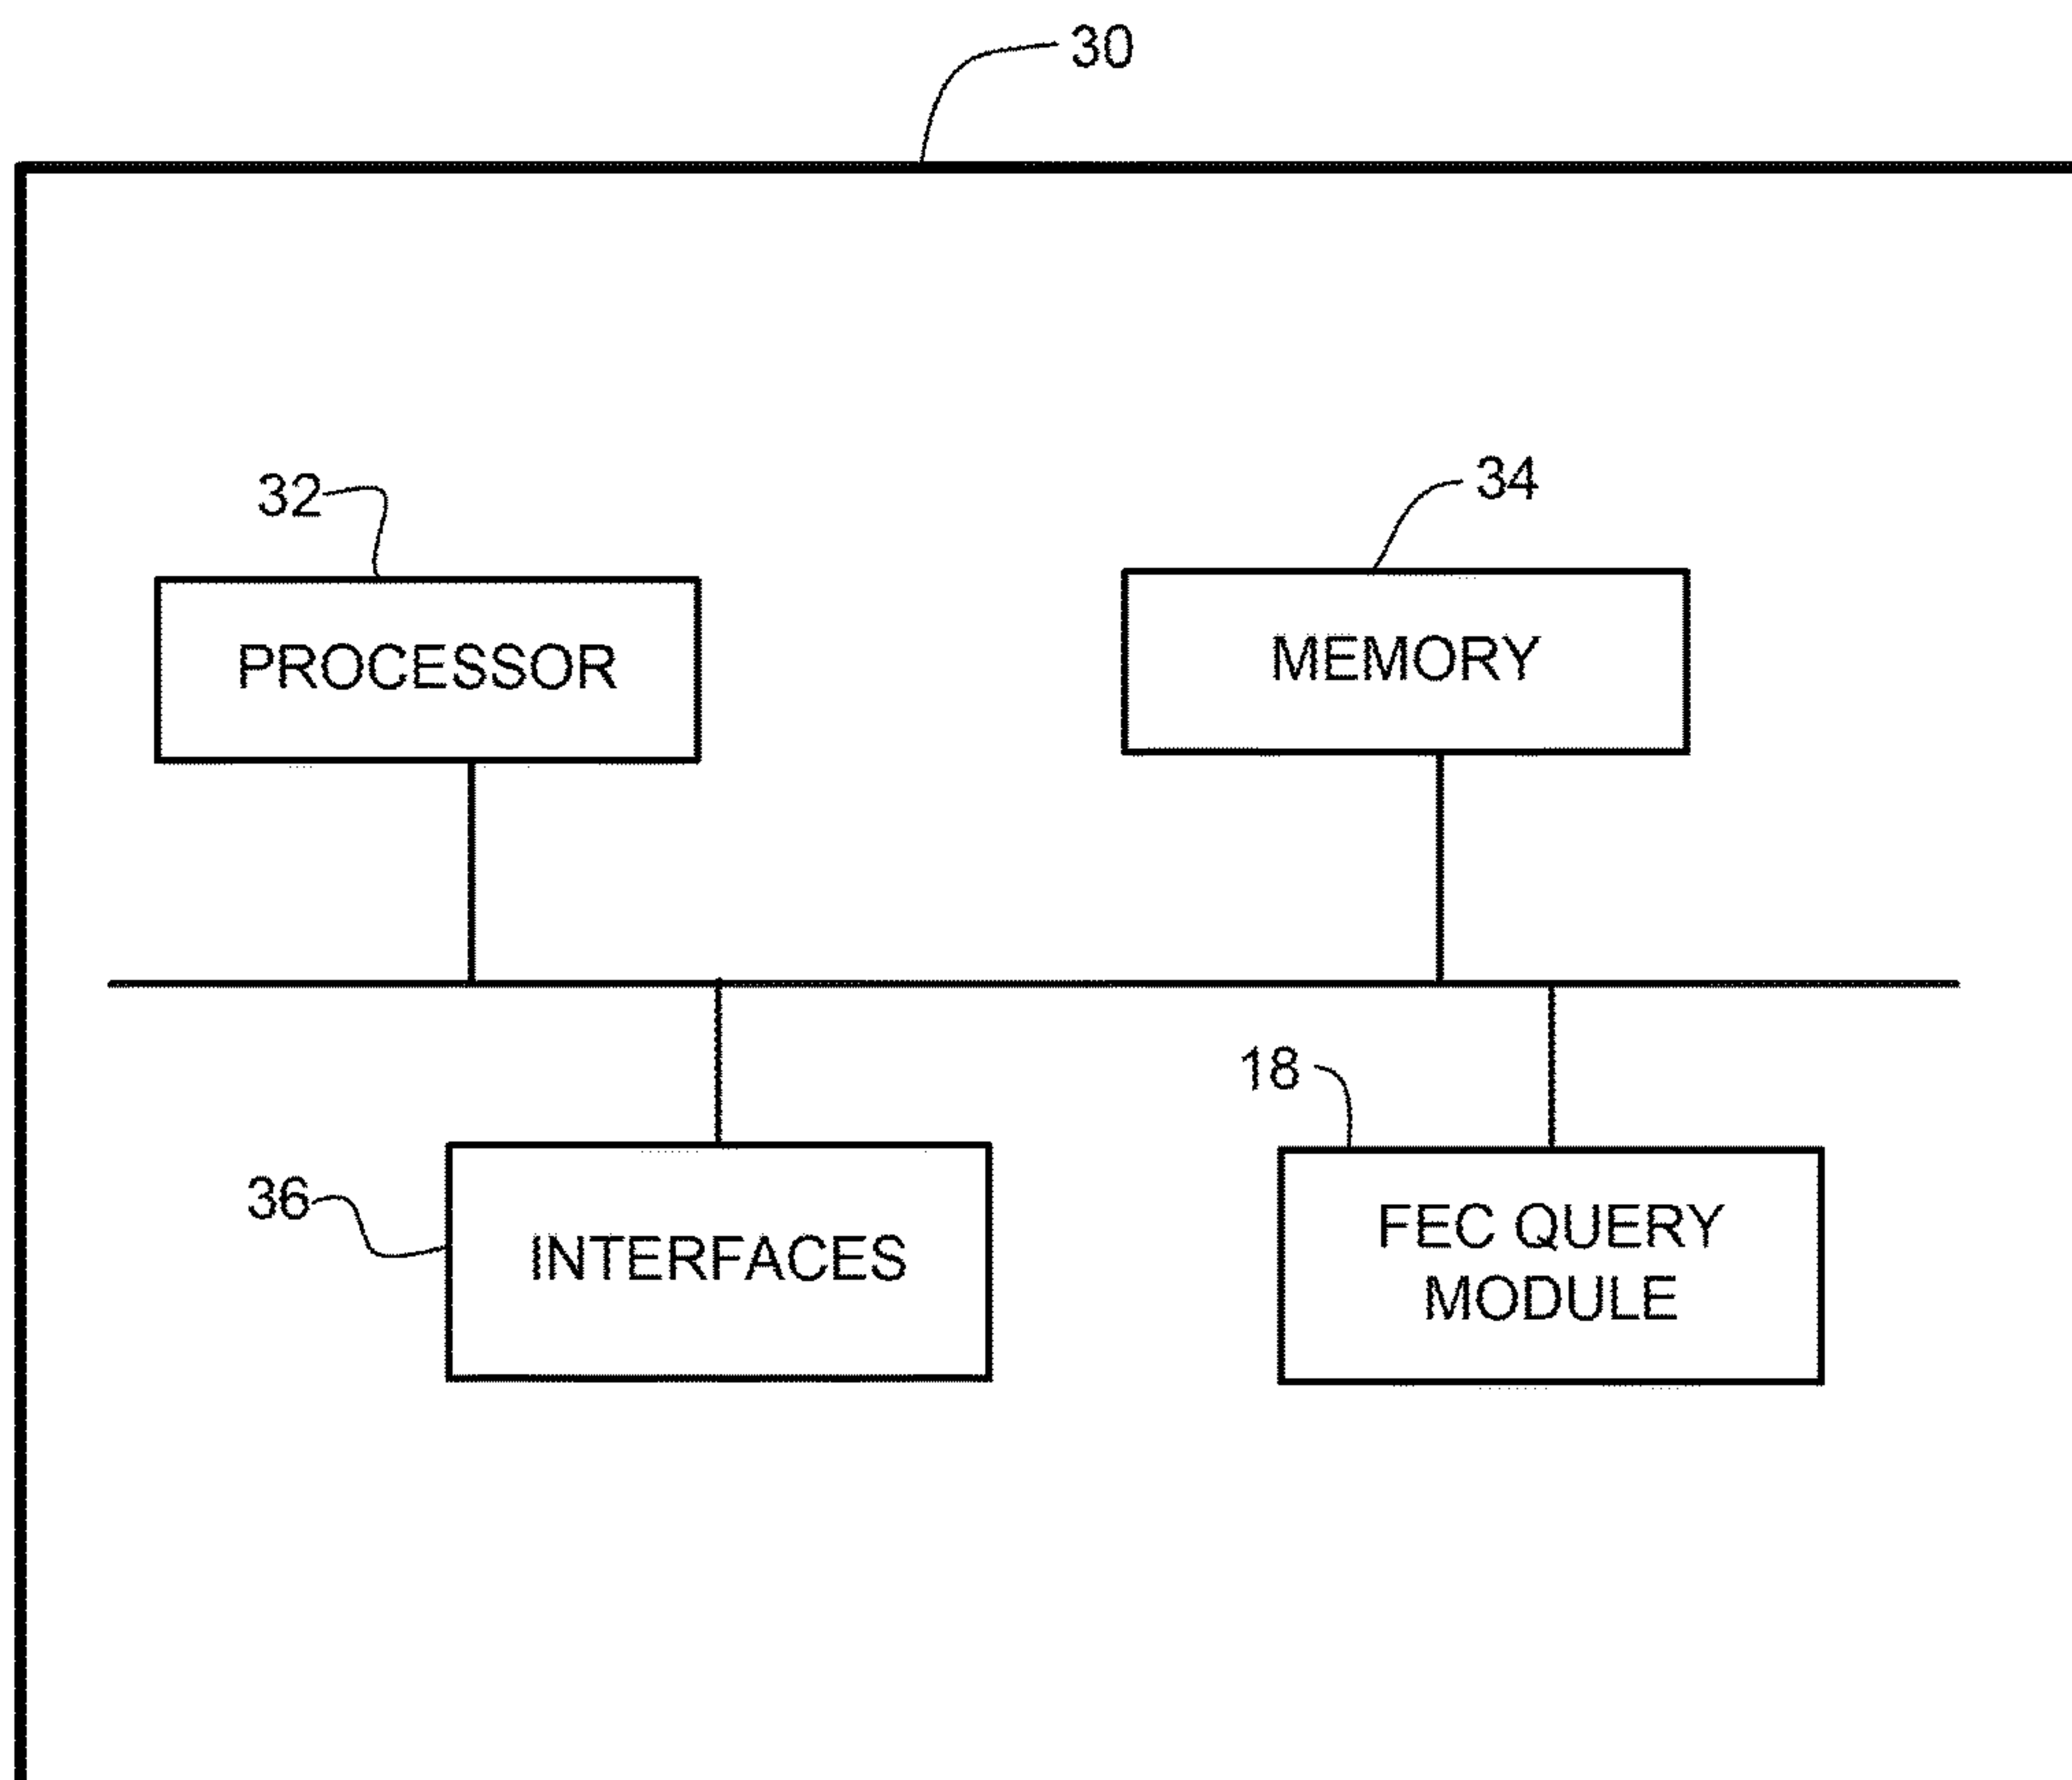 30
32
34
PROCESSOR
MEMORY
18
36
INTERFACES
FEC QUERY
MODULE